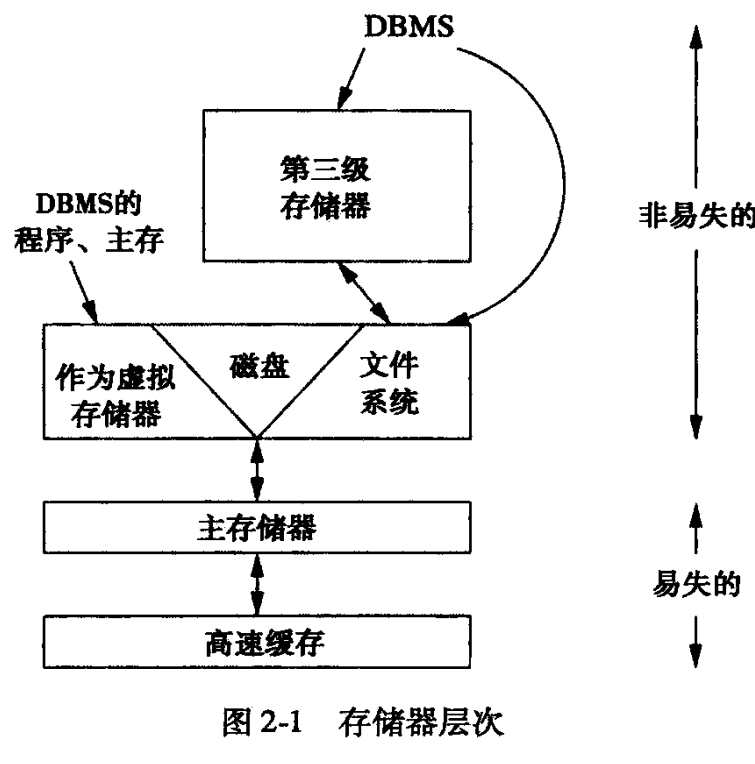 DBMS
第三级
存储器
DBMS的
程序、主存
非易失的
作为虚拟
存储器
磁盘
文件
系统
主存储器
易失的
高速缓存
图 2-1 存储器层次